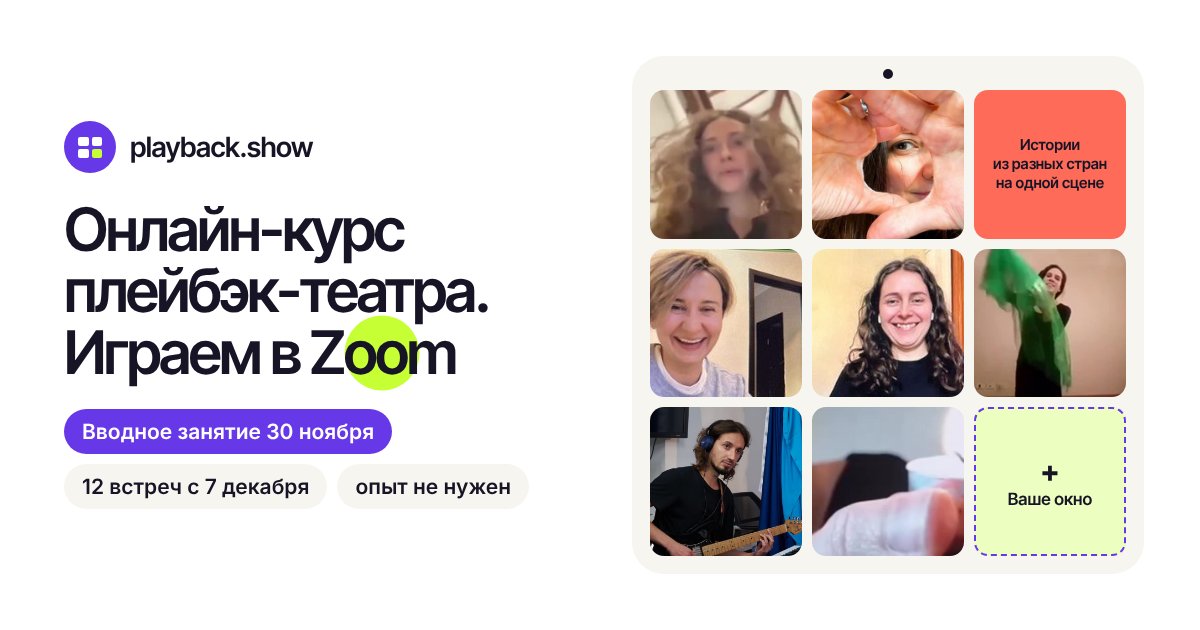 playback.show
Онлайн-курс
плейбэк-театра.
Играем в Zoom
Вводное занятие 30 ноября
12 встреч с 7 декабря
опыт не нужен
Истории
из разных стран
на одной сцене
+
Ваше окно